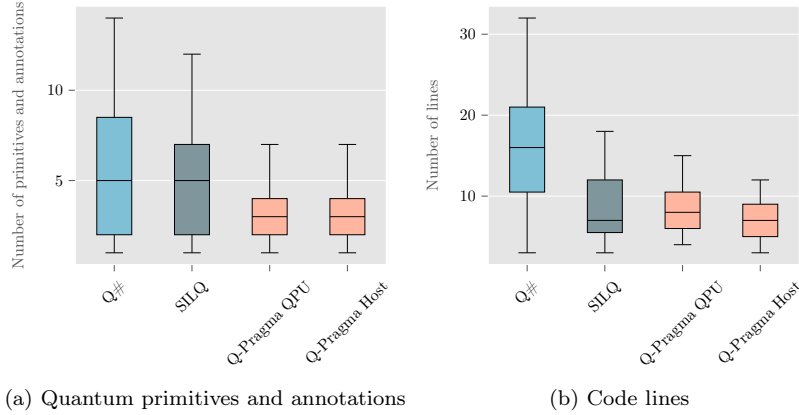 Number of primitives and annotations
10
5
Q#
SILQ
Q-Pragma QPU
Q-Pragma Host
(a) Quantum primitives and annotations
Number of lines
30
20
10
Q#
SILQ
Q-Pragma QPU
Q-Pragma Host
(b) Code lines